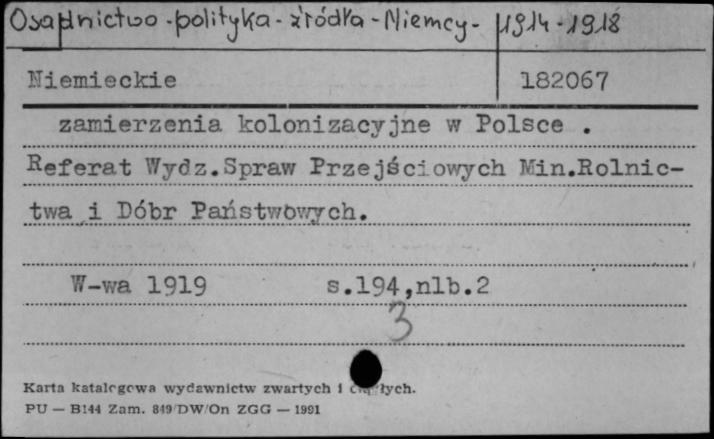 Osadnictwo - polityka - źródła - Niemcy - 1914 - 1918
Niemieckie 182067
zamierzenia kolonizacyjne w Polsce .
Referat Wydz.Spraw Przejściowych Min.Rolnic-
twa i Dóbr Państwowych.
W-wa 1919 s.194,nlb.2
3
Karta katalogowa wydawnictw zwartych i
PU — B144 Zam. 849/DW/On ZGG — 1991